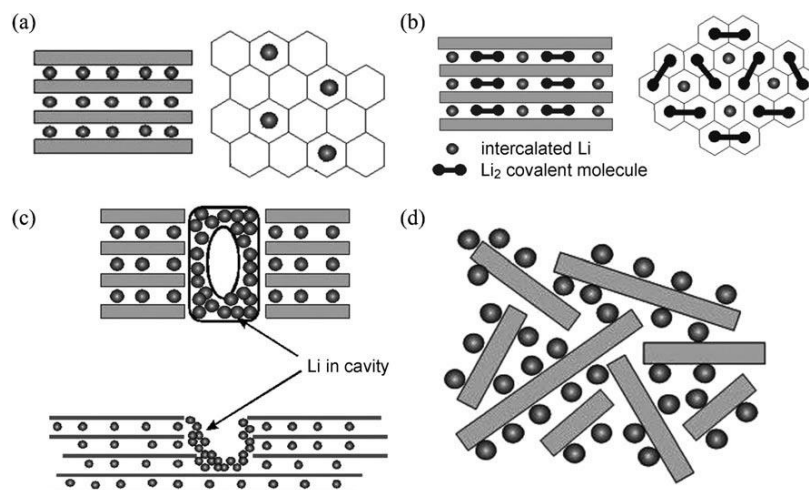 (a)
(b)
intercalated Li
Li₂ covalent molecule
(c)
Li in cavity
(d)